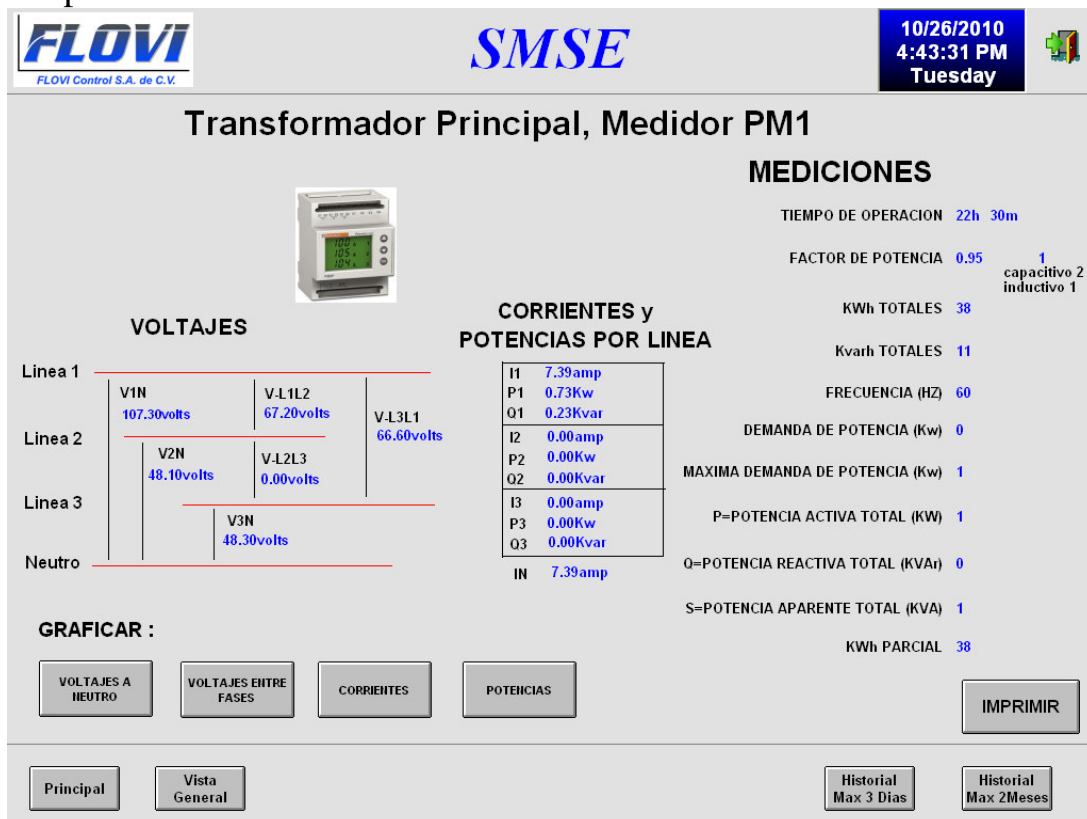 FLOVI
FLOVI Control S.A. de C.V.
SMSE
10/26/2010
4:43:31 PM
Tuesday
Transformador Principal, Medidor PM1
MEDICIONES
TIEMPO DE OPERACION 22h 30m
FACTOR DE POTENCIA 0.95 1
capacitivo 2
inductivo 1
KWh TOTALES 38
Kvarh TOTALES 11
FRECUENCIA (HZ) 60
DEMANDA DE POTENCIA (Kw) 0
MAXIMA DEMANDA DE POTENCIA (Kw) 1
P=POTENCIA ACTIVA TOTAL (KW) 1
Q=POTENCIA REACTIVA TOTAL (KVAr) 0
S=POTENCIA APARENTE TOTAL (KVA) 1
KWh PARCIAL 38
VOLTAJES
Linea 1
V1N
107.30volts
V-L1L2
67.20volts
V-L3L1
66.60volts
Linea 2
V2N
48.10volts
V-L2L3
0.00volts
Linea 3
V3N
48.30volts
Neutro
CORRIENTES y
POTENCIAS POR LINEA
I1 7.39amp
P1 0.73Kw
Q1 0.23Kvar
I2 0.00amp
P2 0.00Kw
Q2 0.00Kvar
I3 0.00amp
P3 0.00Kw
Q3 0.00Kvar
IN 7.39amp
GRAFICAR :
VOLTAJES A
NEUTRO
VOLTAJES ENTRE
FASES
CORRIENTES
POTENCIAS
IMPRIMIR
Principal
Vista
General
Historial
Max 3 Dias
Historial
Max 2Meses